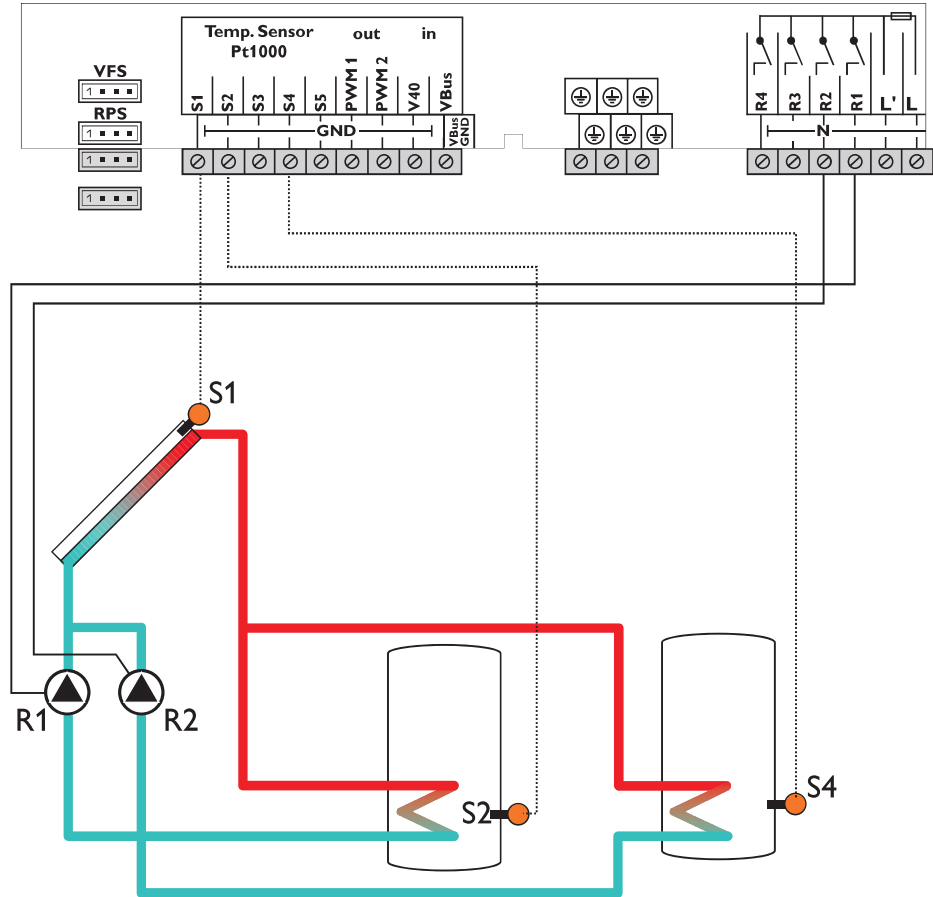 Temp. Sensor out in
Pt1000
VFS
1
RPS
1
1
1
S1 S2 S3 S4 S5 PWM 1 PWM 2 V40 VBus
GND
VBus
GND
R4 R3 R2 R1 L' L
N
S1
R1
R2
S2
S4